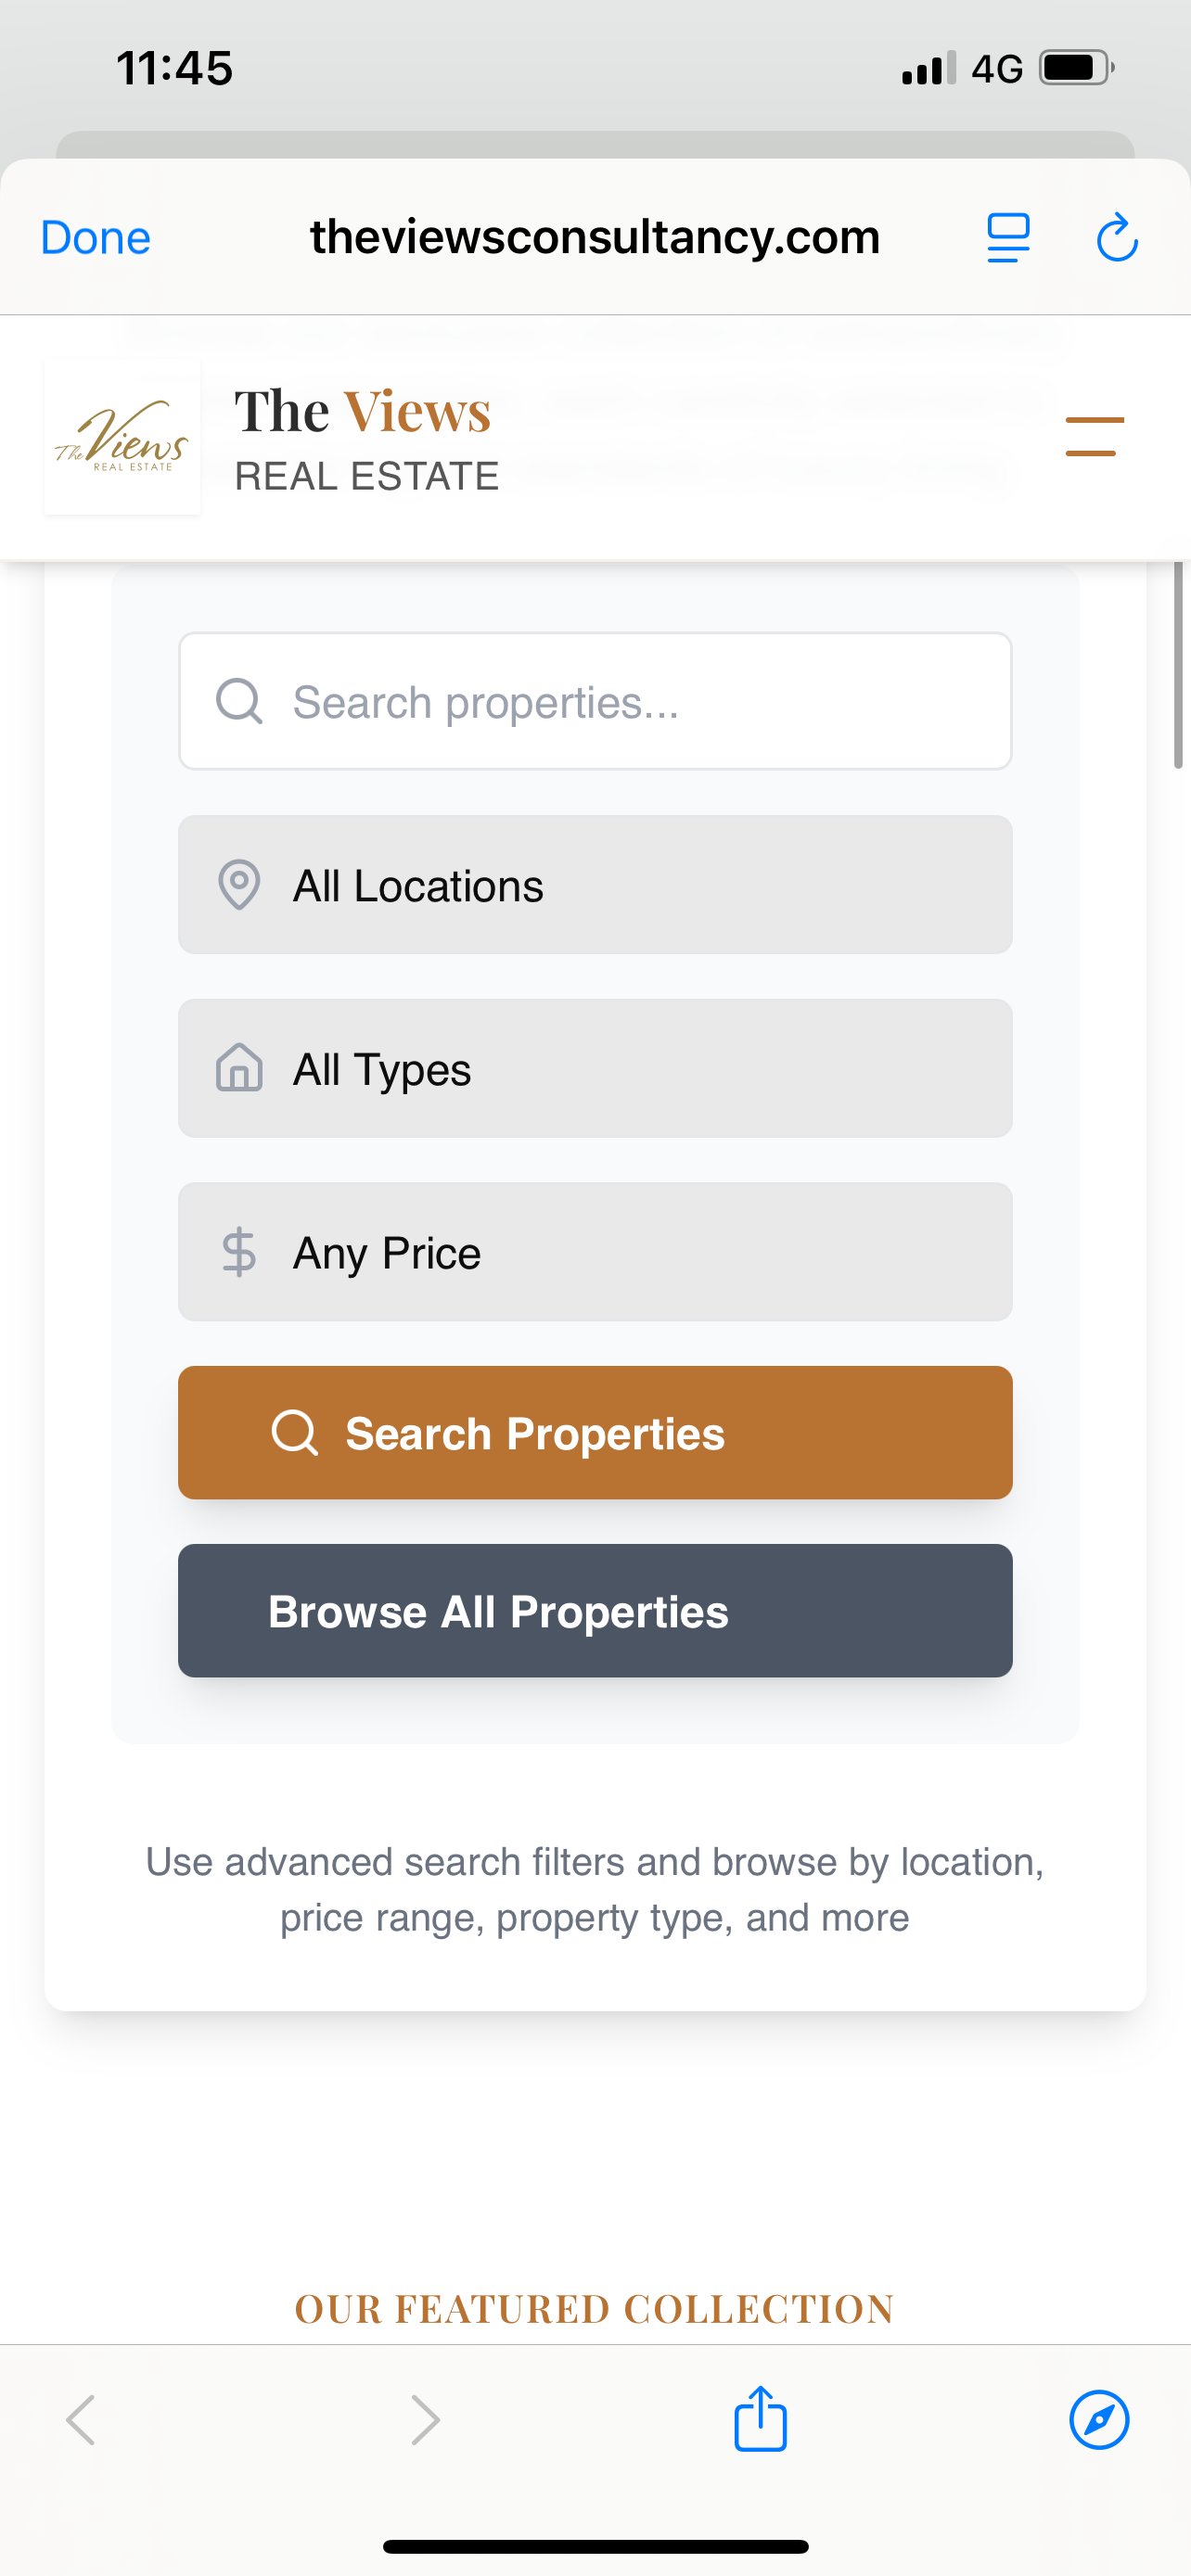 11:45
4G
Done
theviewsconsultancy.com
The Views
REAL ESTATE
The Views
REAL ESTATE
Search properties...
All Locations
All Types
Any Price
Search Properties
Browse All Properties
Use advanced search filters and browse by location,
price range, property type, and more
OUR FEATURED COLLECTION